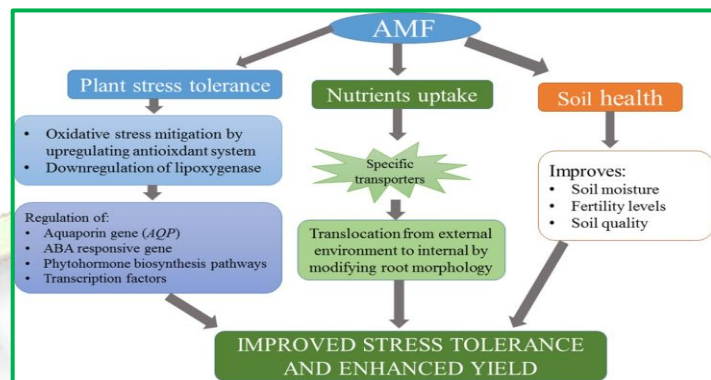 AMF
Plant stress tolerance
Nutrients uptake
Soil health
• Oxidative stress mitigation by
upregulating antioixdant system
• Downregulation of lipoxygenase
Specific
transporters
Improves:
• Soil moisture
• Fertility levels
• Soil quality
Regulation of:
• Aquaporin gene (AQP)
• ABA responsive gene
• Phytohormone biosynthesis pathways
• Transcription factors
Translocation from external
environment to internal by
modifying root morphology
IMPROVED STRESS TOLERANCE
AND ENHANCED YIELD